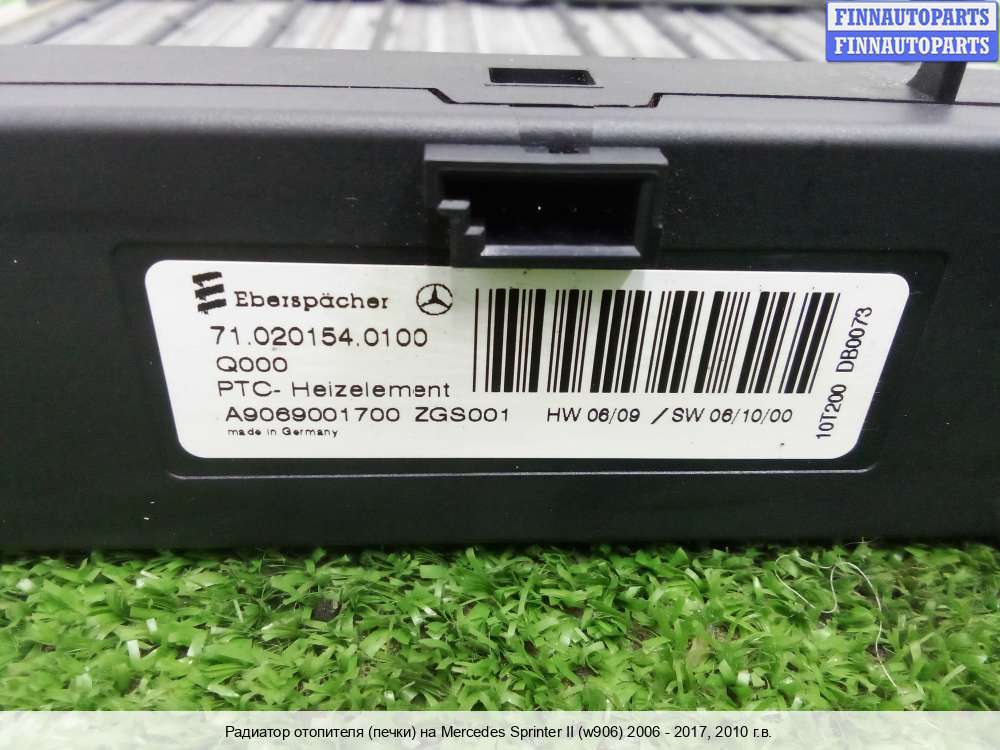 FINNAUTOPARTS
FINNAUTOPARTS
Eberspächer
71.020154.0100
Q000
PTC- Heizelement
A9069001700 ZGS001 HW 06/09 / SW 06/10/00
made in Germany
10T200 DB0073
Радиатор отопителя (печки) на Mercedes Sprinter II (w906) 2006 - 2017, 2010 г.в.